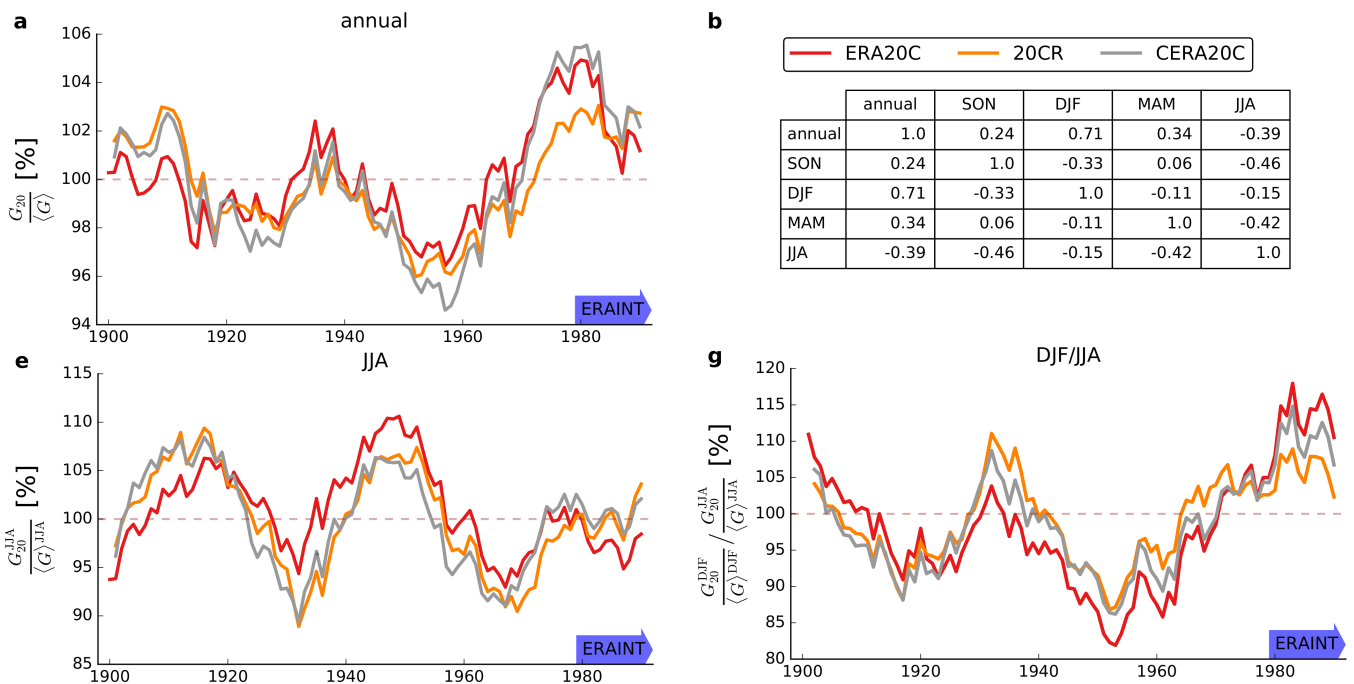 a
annual
G20/⟨G⟩ [%]
106
104
102
100
98
96
94
1900
1920
1940
1960
1980
ERAINT
b
ERA20C 20CR CERA20C
annual SON DJF MAM JJA
annual 1.0 0.24 0.71 0.34 -0.39
SON 0.24 1.0 -0.33 0.06 -0.46
DJF 0.71 -0.33 1.0 -0.11 -0.15
MAM 0.34 0.06 -0.11 1.0 -0.42
JJA -0.39 -0.46 -0.15 -0.42 1.0
e
JJA
G20^JJA/⟨G⟩^JJA [%]
115
110
105
100
95
90
85
1900
1920
1940
1960
1980
ERAINT
g
DJF/JJA
G20^DJF/⟨G⟩^DJF / G20^JJA/⟨G⟩^JJA [%]
120
115
110
105
100
95
90
85
80
1900
1920
1940
1960
1980
ERAINT